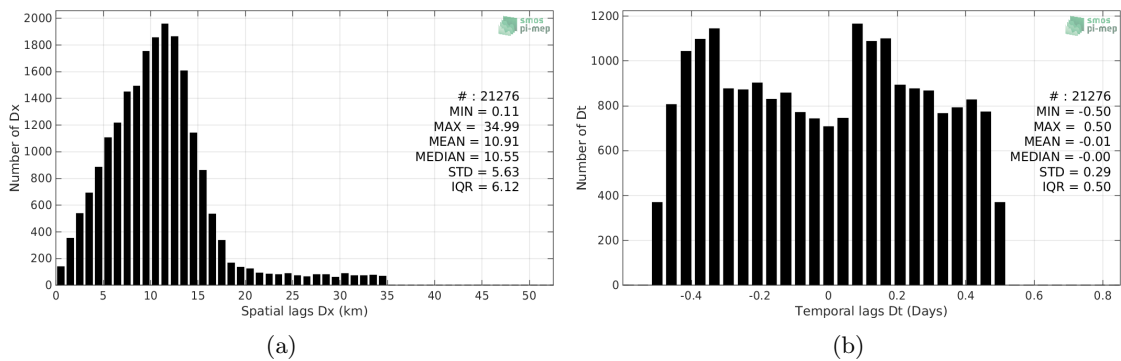 2000
1800
1600
1400
1200
1000
800
600
400
200
0
Number of Dx
0 5 10 15 20 25 30 35 40 45 50
Spatial lags Dx (km)
smos
pi-mep
# : 21276
MIN = 0.11
MAX = 34.99
MEAN = 10.91
MEDIAN = 10.55
STD = 5.63
IQR = 6.12
(a)
1200
1000
800
600
400
200
0
Number of Dt
-0.4 -0.2 0 0.2 0.4 0.6 0.8
Temporal lags Dt (Days)
smos
pi-mep
# : 21276
MIN = -0.50
MAX = 0.50
MEAN = -0.01
MEDIAN = -0.00
STD = 0.29
IQR = 0.50
(b)